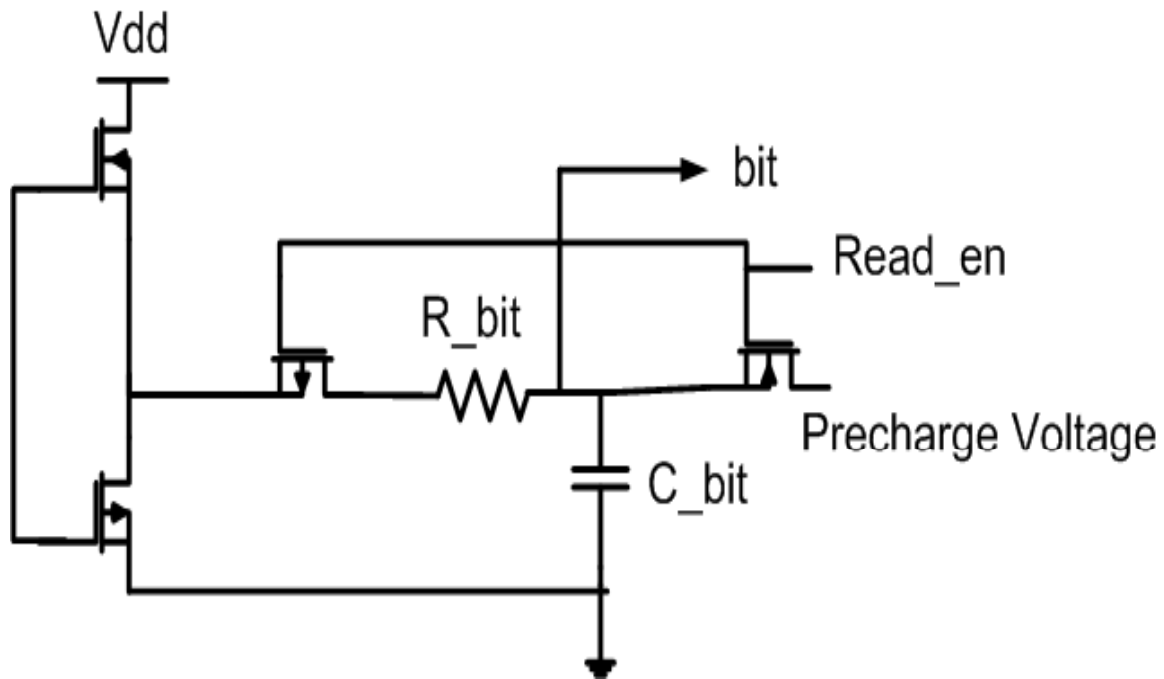 Vdd
bit
Read_en
R_bit
Precharge Voltage
C_bit